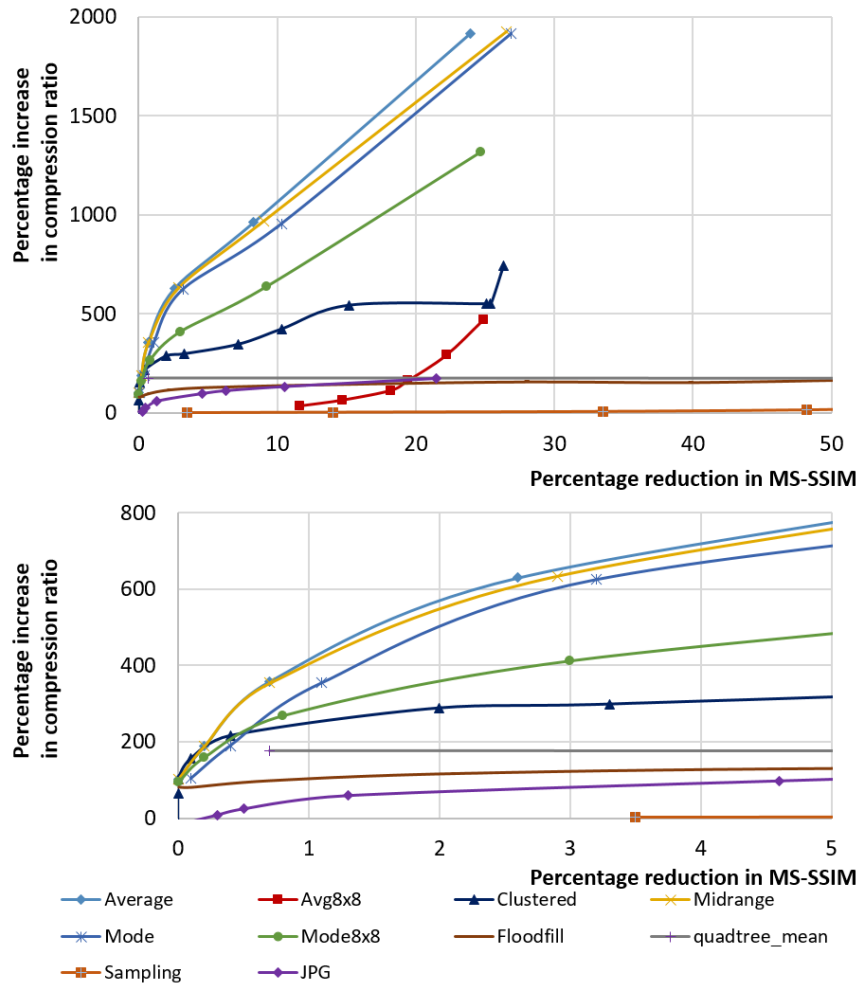 Percentage increase
in compression ratio
2000
1500
1000
500
0
0 10 20 30 40 50
Percentage reduction in MS-SSIM
Percentage increase
in compression ratio
800
600
400
200
0
0 1 2 3 4 5
Percentage reduction in MS-SSIM
Average Avg8x8 Clustered Midrange
Mode Mode8x8 Floodfill quadtree_mean
Sampling JPG